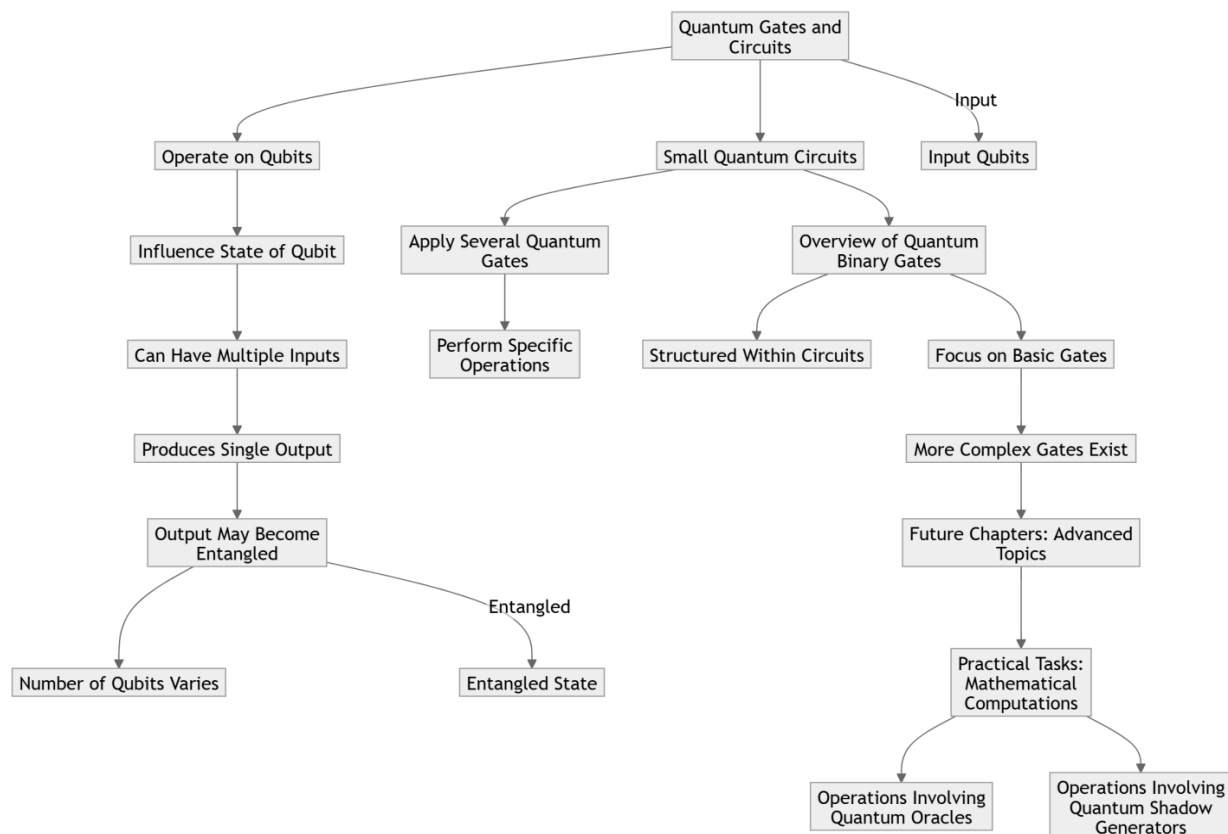 Quantum Gates and
Circuits
Input
Operate on Qubits
Small Quantum Circuits
Input Qubits
Influence State of Qubit
Apply Several Quantum
Gates
Overview of Quantum
Binary Gates
Can Have Multiple Inputs
Perform Specific
Operations
Structured Within Circuits
Focus on Basic Gates
Produces Single Output
More Complex Gates Exist
Output May Become
Entangled
Future Chapters: Advanced
Topics
Entangled
Number of Qubits Varies
Entangled State
Practical Tasks:
Mathematical
Computations
Operations Involving
Quantum Oracles
Operations Involving
Quantum Shadow
Generators